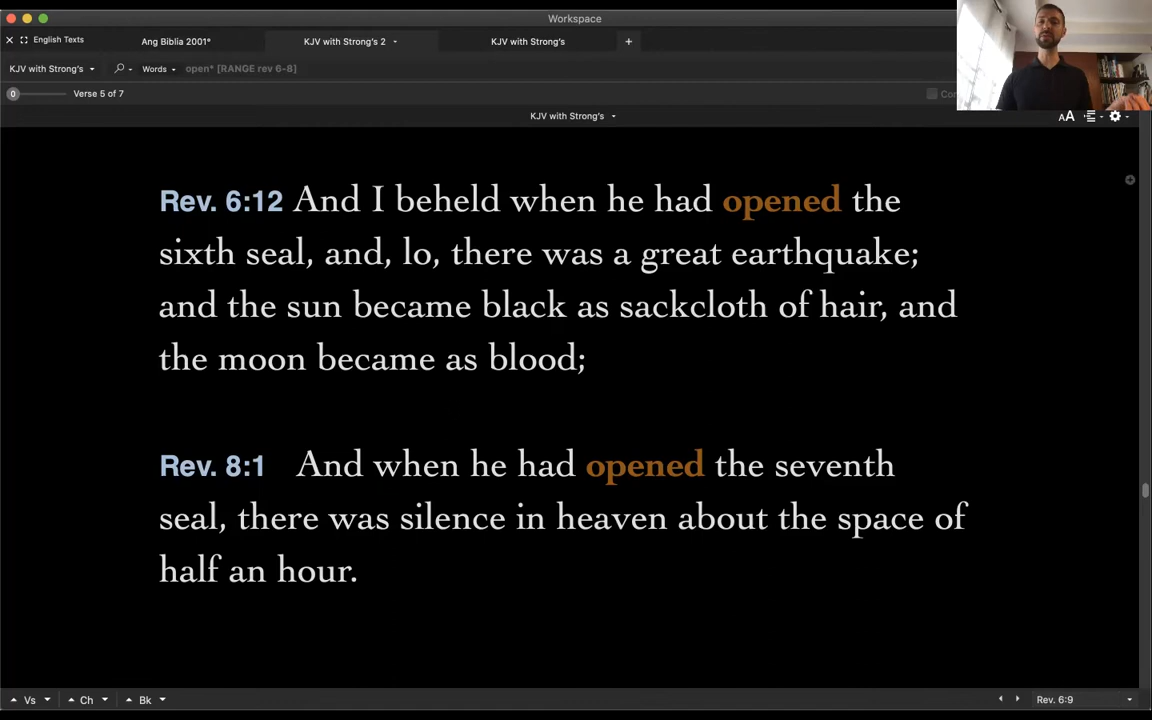 Workspace
English Texts
Ang Biblia 2001*
KJV with Strong's 2
KJV with Strong's
+
KJV with Strong's
Words
open* [RANGE rev 6-8]
0
Verse 5 of 7
KJV with Strong's
AA
Rev. 6:12 And I beheld when he had opened the
sixth seal, and, lo, there was a great earthquake;
and the sun became black as sackcloth of hair, and
the moon became as blood;
Rev. 8:1 And when he had opened the seventh
seal, there was silence in heaven about the space of
half an hour.
Vs
Ch
Bk
Rev. 6:9